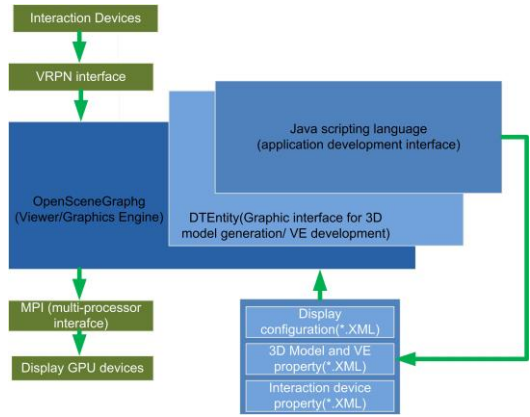 Interaction Devices
VRPN interface
Java scripting language
(application development interface)
OpenSceneGraphg
(Viewer/Graphics Engine)
DTEntity(Graphic interface for 3D
model generation/ VE development)
MPI (multi-processor
interafce)
Display GPU devices
Display
configuration(*.XML)
3D Model and VE
property(*.XML)
Interaction device
property(*.XML)